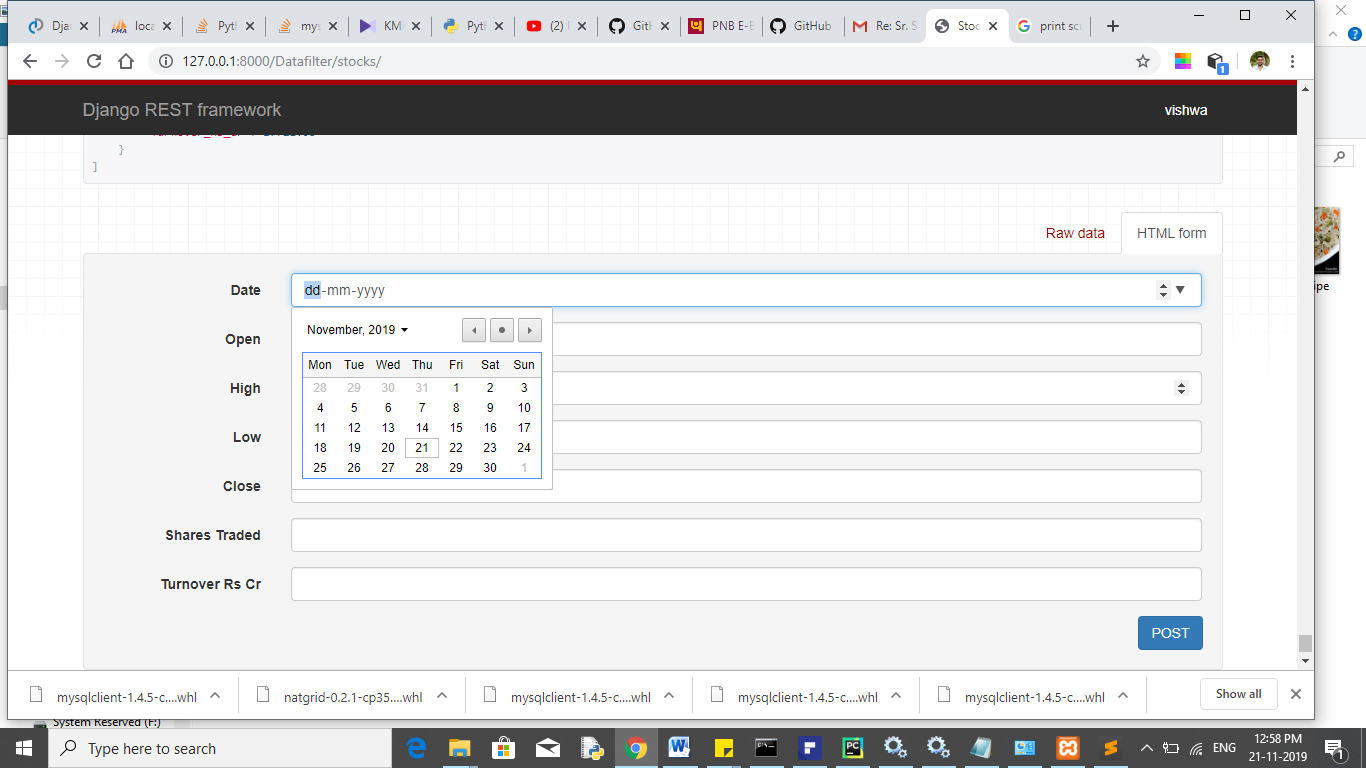 Dja
loca
PMA
Pyth
mys
KMI
Pyth
(2)
GitH
PNB E-B
GitHub
Re: Sr. S
Stoc
print scr
127.0.0.1:8000/Datafilter/stocks/
1
Django REST framework
vishwa
}
]
Raw data
HTML form
Date
dd-mm-yyyy
November, 2019
Mon Tue Wed Thu Fri Sat Sun
28 29 30 31 1 2 3
4 5 6 7 8 9 10
11 12 13 14 15 16 17
18 19 20 21 22 23 24
25 26 27 28 29 30 1
Open
High
Low
Close
Shares Traded
Turnover Rs Cr
POST
ipe
mysqlclient-1.4.5-c....whl
natgrid-0.2.1-cp35....whl
mysqlclient-1.4.5-c....whl
mysqlclient-1.4.5-c....whl
mysqlclient-1.4.5-c....whl
Show all
System Reserved (F:)
Type here to search
ENG
12:58 PM
21-11-2019
1